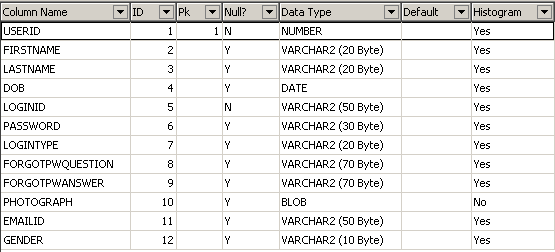 Column Name ID Pk Null? Data Type Default Histogram
USERID 1 1 N NUMBER Yes
FIRSTNAME 2 Y VARCHAR2 (20 Byte) Yes
LASTNAME 3 Y VARCHAR2 (20 Byte) Yes
DOB 4 Y DATE Yes
LOGINID 5 N VARCHAR2 (50 Byte) Yes
PASSWORD 6 Y VARCHAR2 (30 Byte) Yes
LOGINTYPE 7 Y VARCHAR2 (20 Byte) Yes
FORGOTPWQUESTION 8 Y VARCHAR2 (70 Byte) Yes
FORGOTPWANSWER 9 Y VARCHAR2 (70 Byte) Yes
PHOTOGRAPH 10 Y BLOB No
EMAILID 11 Y VARCHAR2 (50 Byte) Yes
GENDER 12 Y VARCHAR2 (10 Byte) Yes